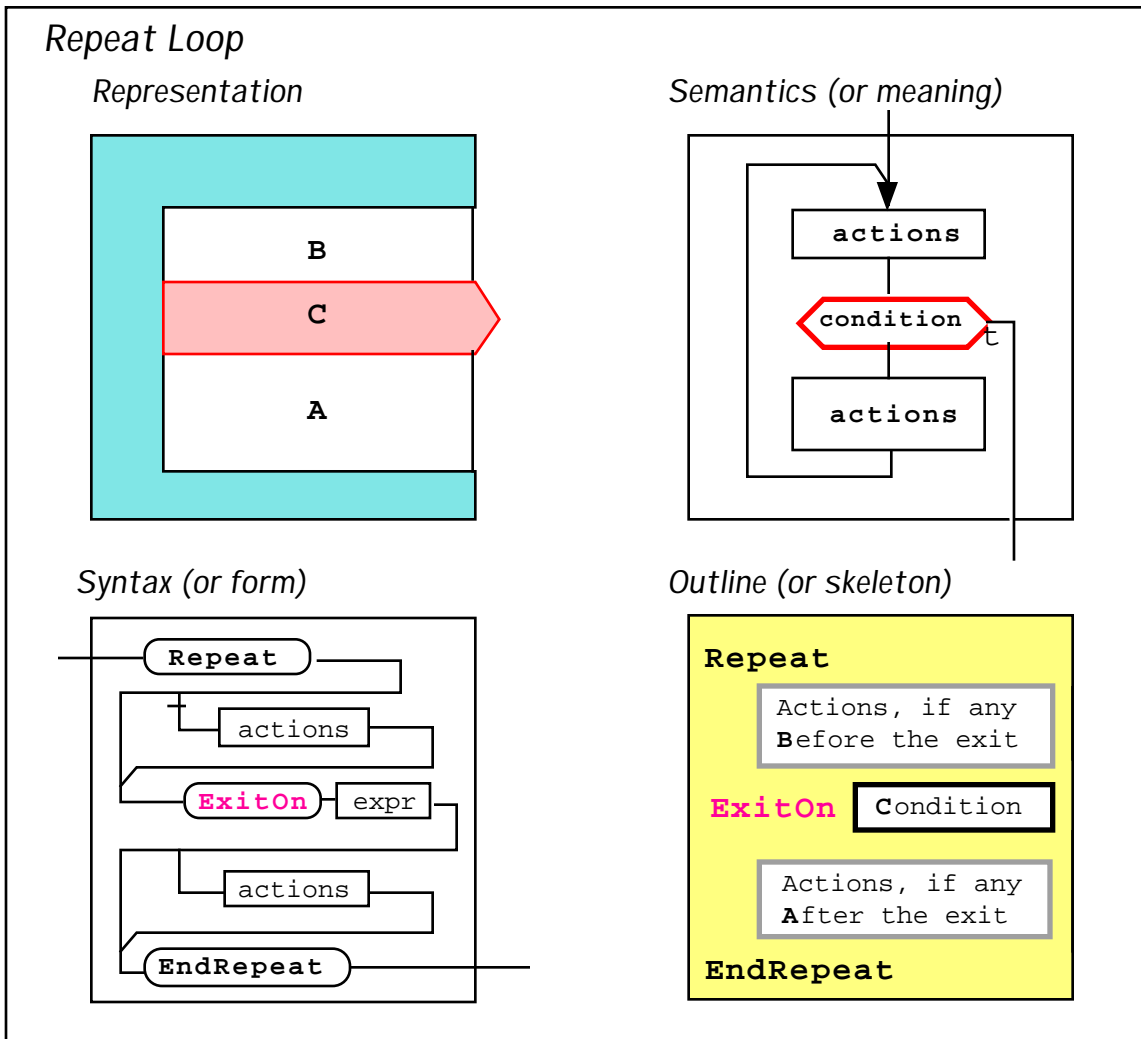 Repeat Loop
Representation
B
C
A
Semantics (or meaning)
actions
condition
t
actions
Syntax (or form)
Repeat
actions
ExitOn expr
actions
EndRepeat
Outline (or skeleton)
Repeat
Actions, if any
Before the exit
ExitOn Condition
Actions, if any
After the exit
EndRepeat